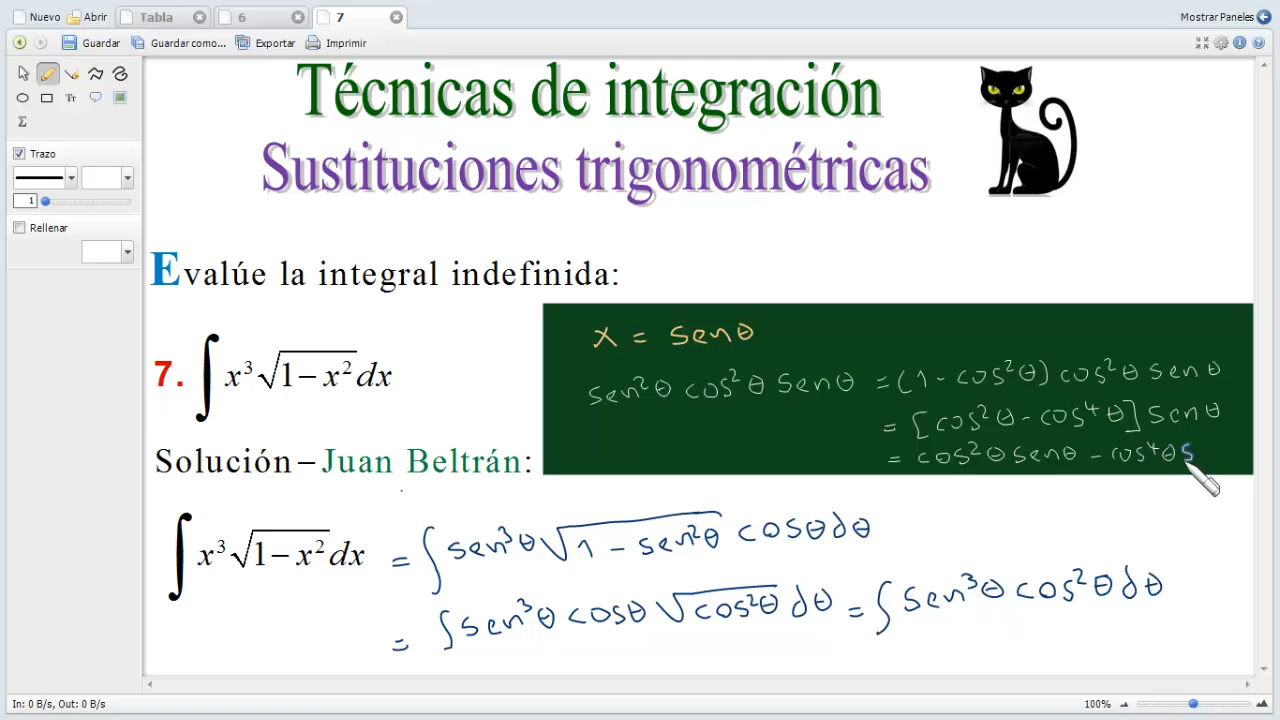 Nuevo Abrir Tabla 6 7 Mostrar Paneles
Guardar Guardar como... Exportar Imprimir
Tr
Σ
Trazo
1
Rellenar
Técnicas de integración
Sustituciones trigonométricas
Evalúe la integral indefinida:
7. ∫ x³ √(1 − x²) dx
Solución – Juan Beltrán:
x = senθ
sen²θ cos²θ senθ = (1 - cos²θ) cos²θ senθ
= [cos²θ - cos⁴θ] senθ
= cos²θ senθ - cos⁴θ s
∫ x³ √(1 − x²) dx = ∫ sen³θ √(1 - sen²θ) cosθ dθ
= ∫ sen³θ cosθ √(cos²θ) dθ = ∫ sen³θ cos²θ dθ
In: 0 B/s, Out: 0 B/s 100%